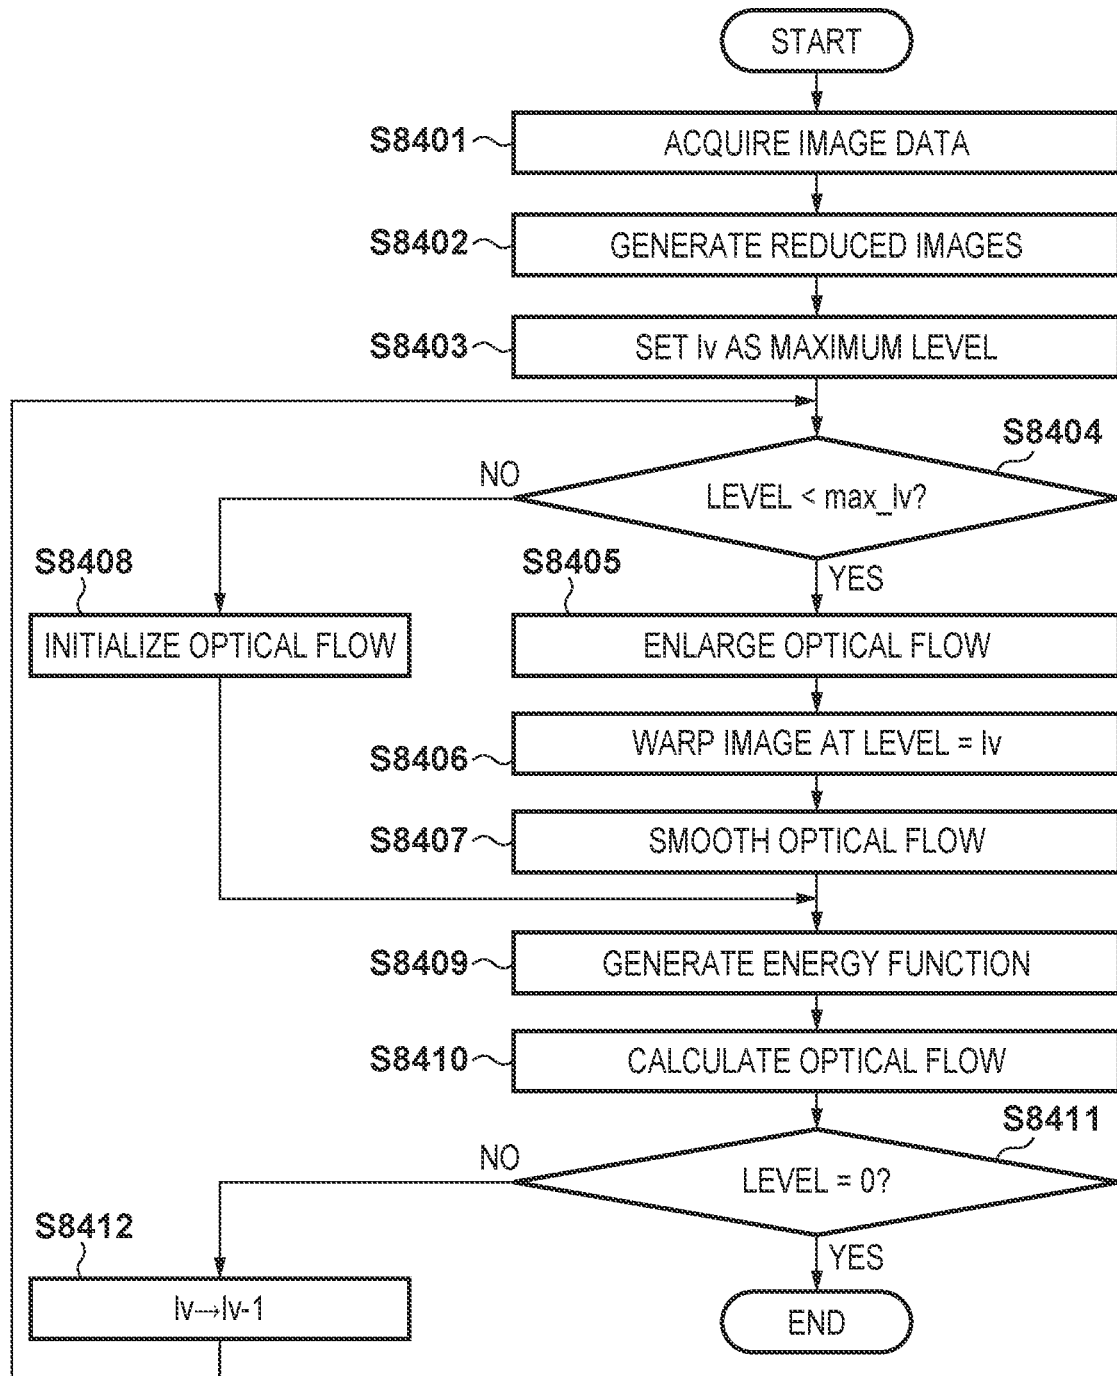 START
S8401
ACQUIRE IMAGE DATA
S8402
GENERATE REDUCED IMAGES
S8403
SET lv AS MAXIMUM LEVEL
S8404
NO
LEVEL < max_lv?
S8408
S8405
YES
INITIALIZE OPTICAL FLOW
ENLARGE OPTICAL FLOW
S8406
WARP IMAGE AT LEVEL = lv
S8407
SMOOTH OPTICAL FLOW
S8409
GENERATE ENERGY FUNCTION
S8410
CALCULATE OPTICAL FLOW
S8411
NO
LEVEL = 0?
S8412
YES
lv→lv-1
END